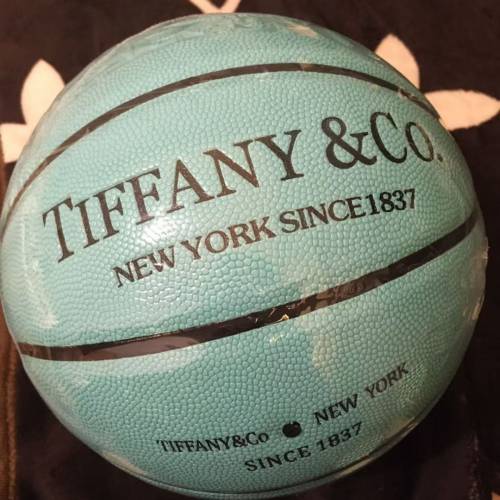 TIFFANY &Co.
NEW YORK SINCE1837
TIFFANY&Co NEW YORK
SINCE 1837